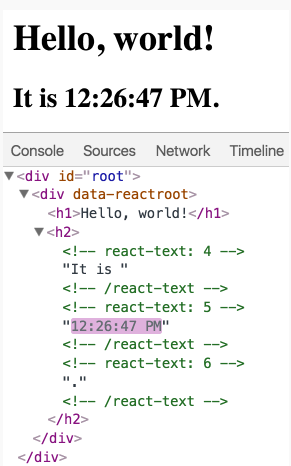 Hello, world!
It is 12:26:47 PM.
Console Sources Network Timeline
▼<div id="root">
▼<div data-reactroot>
<h1>Hello, world!</h1>
▼<h2>
<!-- react-text: 4 -->
"It is "
<!-- /react-text -->
<!-- react-text: 5 -->
"12:26:47 PM"
<!-- /react-text -->
<!-- react-text: 6 -->
"."
<!-- /react-text -->
</h2>
</div>
</div>